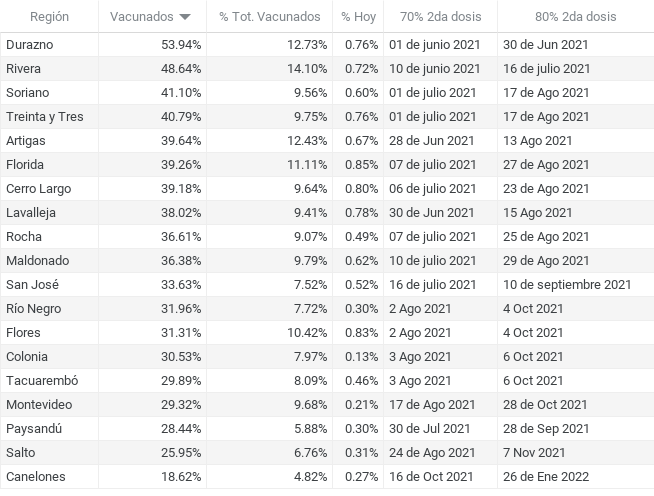 Región Vacunados % Tot. Vacunados % Hoy 70% 2da dosis 80% 2da dosis
Durazno 53.94% 12.73% 0.76% 01 de junio 2021 30 de Jun 2021
Rivera 48.64% 14.10% 0.72% 10 de junio 2021 16 de julio 2021
Soriano 41.10% 9.56% 0.60% 01 de julio 2021 17 de Ago 2021
Treinta y Tres 40.79% 9.75% 0.76% 01 de julio 2021 17 de Ago 2021
Artigas 39.64% 12.43% 0.67% 28 de Jun 2021 13 Ago 2021
Florida 39.26% 11.11% 0.85% 07 de julio 2021 27 de Ago 2021
Cerro Largo 39.18% 9.64% 0.80% 06 de julio 2021 23 de Ago 2021
Lavalleja 38.02% 9.41% 0.78% 30 de Jun 2021 15 Ago 2021
Rocha 36.61% 9.07% 0.49% 07 de julio 2021 25 de Ago 2021
Maldonado 36.38% 9.79% 0.62% 10 de julio 2021 29 de Ago 2021
San José 33.63% 7.52% 0.52% 16 de julio 2021 10 de septiembre 2021
Río Negro 31.96% 7.72% 0.30% 2 Ago 2021 4 Oct 2021
Flores 31.31% 10.42% 0.83% 2 Ago 2021 4 Oct 2021
Colonia 30.53% 7.97% 0.13% 3 Ago 2021 6 Oct 2021
Tacuarembó 29.89% 8.09% 0.46% 3 Ago 2021 6 Oct 2021
Montevideo 29.32% 9.68% 0.21% 17 de Ago 2021 28 de Oct 2021
Paysandú 28.44% 5.88% 0.30% 30 de Jul 2021 28 de Sep 2021
Salto 25.95% 6.76% 0.31% 24 de Ago 2021 7 Nov 2021
Canelones 18.62% 4.82% 0.27% 16 de Oct 2021 26 de Ene 2022